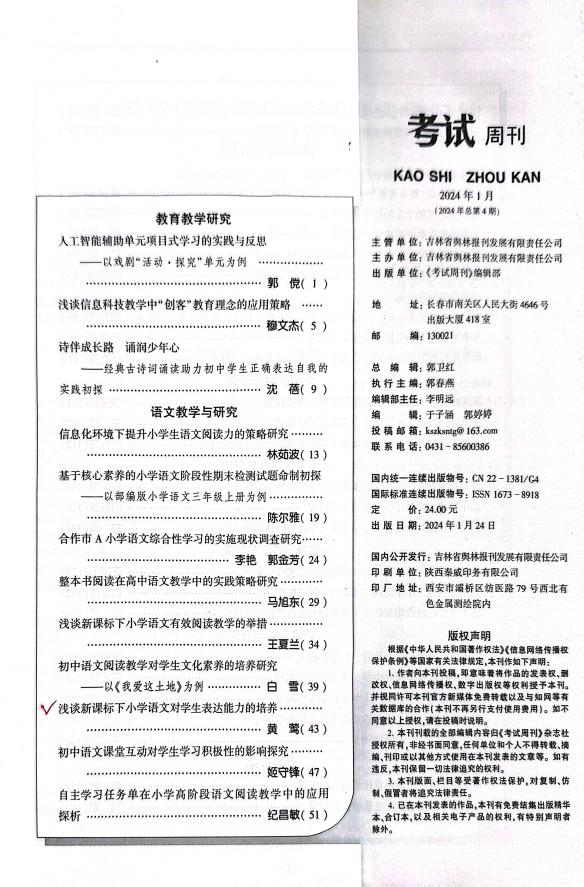 教育教学研究
人工智能辅助单元项目式学习的实践与反思
——以戏剧“活动·探究”单元为例 ………………
………………………………… 郭　傥（1）
浅谈信息科技教学中“创客”教育理念的应用策略 ……
………………………………… 穆文杰（5）
诗伴成长路　诵润少年心
——经典古诗词诵读助力初中学生正确表达自我的
实践初探 ………………………… 沈　蓓（9）
语文教学与研究
信息化环境下提升小学生语文阅读力的策略研究………
………………………………… 林茹波（13）
基于核心素养的小学语文阶段性期末检测试题命制初探
——以部编版小学语文三年级上册为例……………
………………………………… 陈尔雅（19）
合作市 A 小学语文综合性学习的实施现状调查研究……
……………………………… 李艳　郭金芳（24）
整本书阅读在高中语文教学中的实践策略研究…………
………………………………… 马旭东（29）
浅谈新课标下小学语文有效阅读教学的举措……………
………………………………… 王夏兰（34）
初中语文阅读教学对学生文化素养的培养研究
——以《我爱这土地》为例 ………… 白　雪（39）
浅谈新课标下小学语文对学生表达能力的培养…………
………………………………… 黄　莺（43）
初中语文课堂互动对学生学习积极性的影响探究………
………………………………… 姬守锋（47）
自主学习任务单在小学高阶段语文阅读教学中的应用
探析 ……………………………… 纪昌敏（51）
考试 周刊
KAO SHI ZHOU KAN
2024 年 1 月
（2024 年总第 4 期）
主 管 单 位：吉林省舆林报刊发展有限责任公司
主 办 单 位：吉林省舆林报刊发展有限责任公司
出 版 单 位：《考试周刊》编辑部
地　　　址：长春市南关区人民大街 4646 号
出版大厦 418 室
邮　　　编：130021
总　编　辑：郭卫红
执 行 主 编：郭春燕
编辑部主任：李明远
编　　　辑：于子涵　郭婷婷
投 稿 邮 箱：kszksntg@163.com
联 系 电 话：0431－85600386
国内统一连续出版物号：CN 22－1381/G4
国际标准连续出版物号：ISSN 1673－8918
定　　　价：24.00 元
出 版 日 期：2024 年 1 月 24 日
国内公开发行：吉林省舆林报刊发展有限责任公司
印 刷 单 位：陕西秦威印务有限公司
印 厂 地 址：西安市灞桥区纺医路 79 号西北有
色金属测绘院内
版权声明
根据《中华人民共和国著作权法》《信息网络传播权
保护条例》等国家有关法律规定，本刊作如下声明：
1. 作者向本刊投稿，即意味着将作品的发表权、删
改权、信息网络传播权、数字出版权等权利授予本刊。
并视同许可本刊官方新媒体免费转载以及与如网等有
关数据库的合作（本刊不再另行支付使用费用）。如不
同意以上授权，请在投稿时说明。
2. 本刊刊载的全部编辑内容归《考试周刊》杂志社
授权所有，非经书面同意，任何单位和个人不得转载、摘
编、刊印或以其他方式使用在本刊发表的文章等。如有
违反，本刊保留一切法律追究的权利。
3. 本刊版面、栏目等受著作权法保护，对复制、仿
制、假冒者将追究法律责任。
4. 已在本刊发表的作品，本刊有免费结集出版精华
本、合订本，以及相关电子产品的权利，有特别声明者
除外。